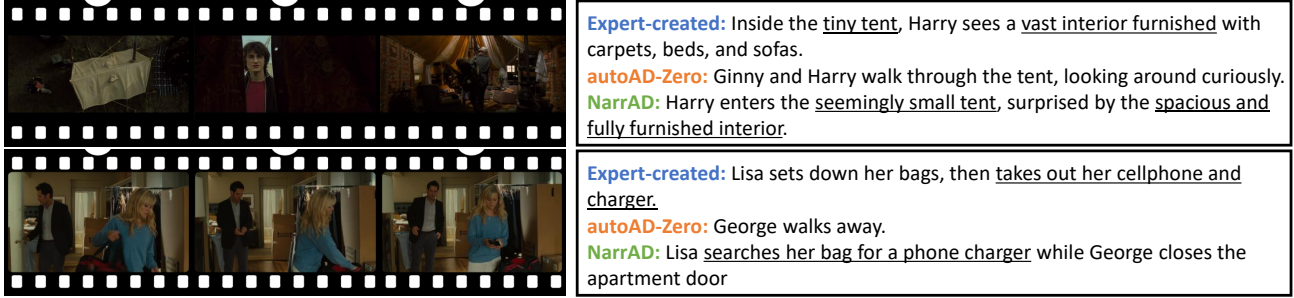 Expert-created: Inside the tiny tent, Harry sees a vast interior furnished with
carpets, beds, and sofas.
autoAD-Zero: Ginny and Harry walk through the tent, looking around curiously.
NarrAD: Harry enters the seemingly small tent, surprised by the spacious and
fully furnished interior.
Expert-created: Lisa sets down her bags, then takes out her cellphone and
charger.
autoAD-Zero: George walks away.
NarrAD: Lisa searches her bag for a phone charger while George closes the
apartment door